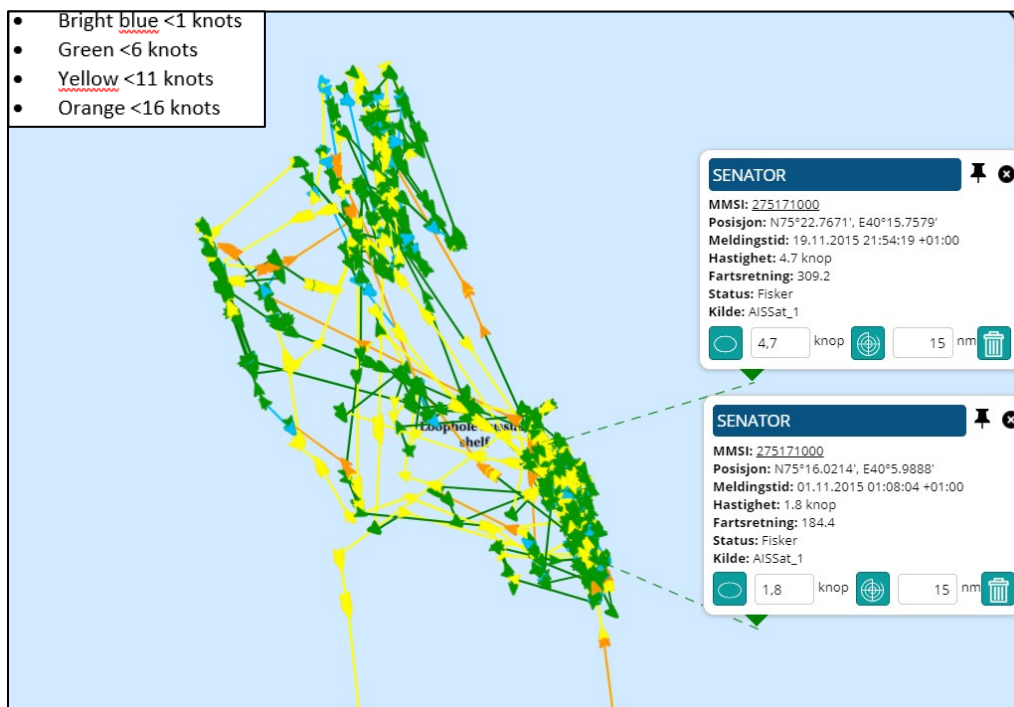 • Bright blue <1 knots
• Green <6 knots
• Yellow <11 knots
• Orange <16 knots
SENATOR
MMSI: 275171000
Posisjon: N75°22.7671', E40°15.7579'
Meldingstid: 19.11.2015 21:54:19 +01:00
Hastighet: 4.7 knop
Fartsretning: 309.2
Status: Fisker
Kilde: AISSat_1
4,7 knop 15 nm
Loophole
shelf
SENATOR
MMSI: 275171000
Posisjon: N75°16.0214', E40°5.9888'
Meldingstid: 01.11.2015 01:08:04 +01:00
Hastighet: 1.8 knop
Fartsretning: 184.4
Status: Fisker
Kilde: AISSat_1
1,8 knop 15 nm